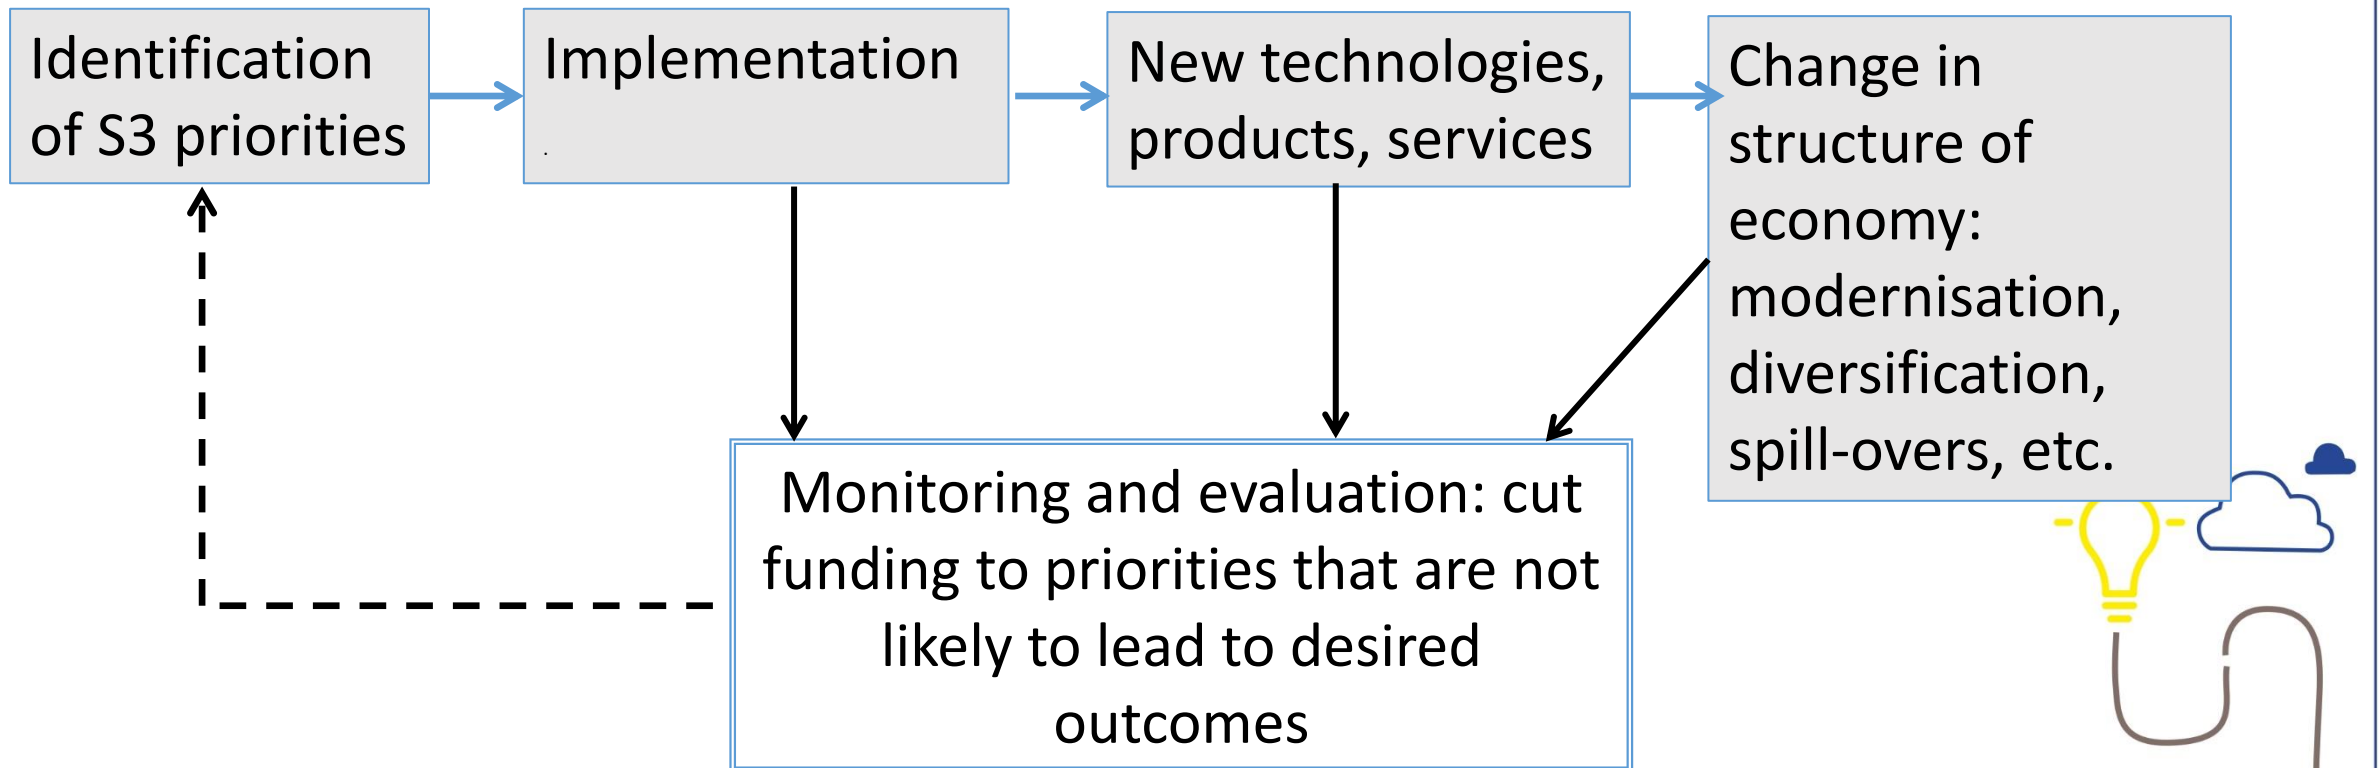 Identification
of S3 priorities
Implementation
.
New technologies,
products, services
Change in
structure of
economy:
modernisation,
diversification,
spill-overs, etc.
Monitoring and evaluation: cut
funding to priorities that are not
likely to lead to desired
outcomes